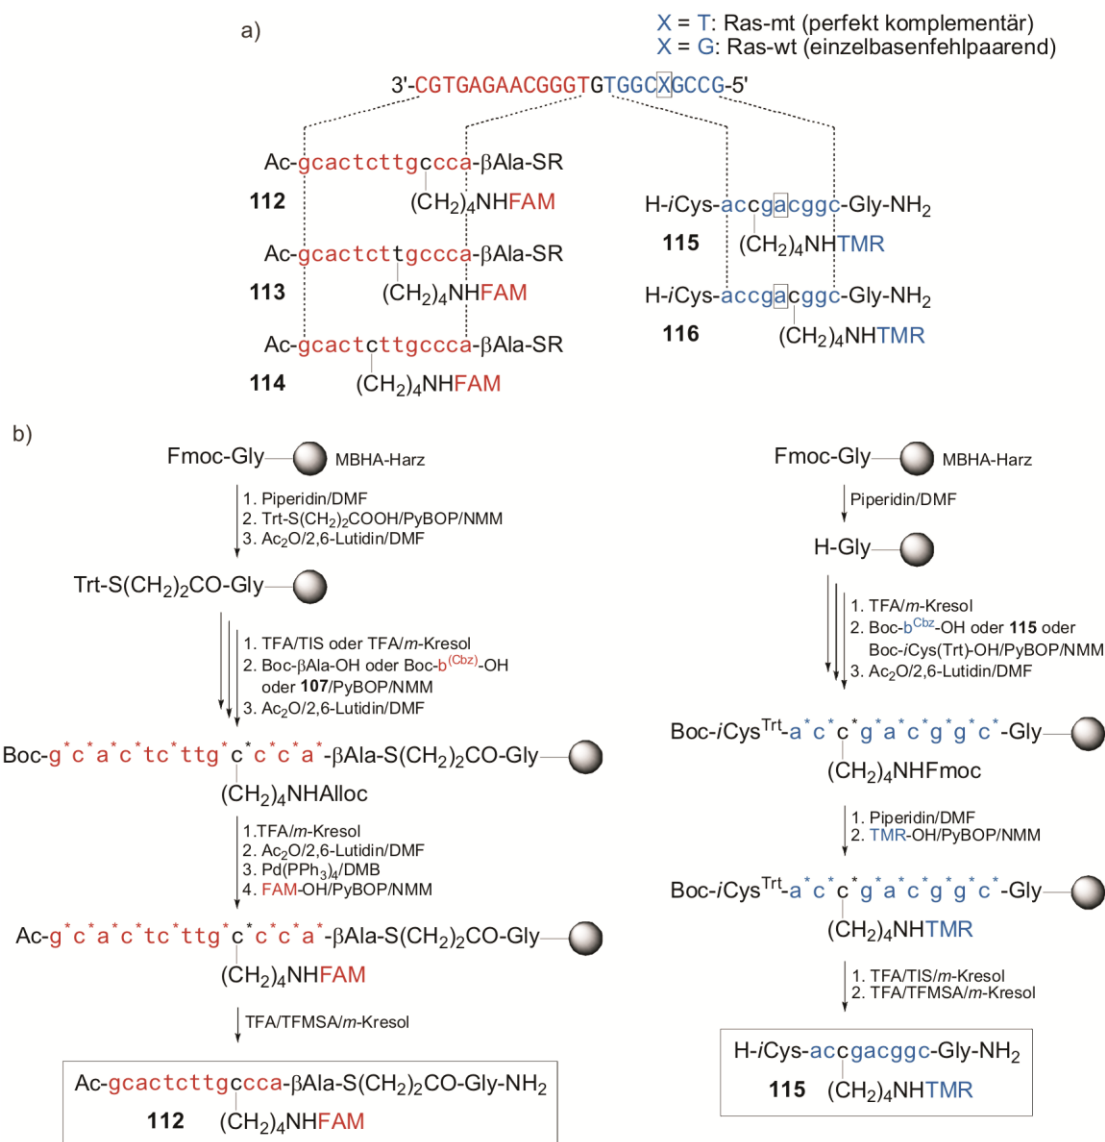 a)
X = T: Ras-mt (perfekt komplementär)
X = G: Ras-wt (einzelbasenfehlpaarend)
3'-CGTGAGAACGGGTGTGGCXGCCG-5'
Ac-gcactcttgccca-βAla-SR
112 (CH2)4NHFAM
Ac-gcactcttgccca-βAla-SR
113 (CH2)4NHFAM
Ac-gcactcttgccca-βAla-SR
114 (CH2)4NHFAM
H-iCys-accgacggc-Gly-NH2
115 (CH2)4NHTMR
H-iCys-accgacggc-Gly-NH2
116 (CH2)4NHTMR
b)
Fmoc-Gly MBHA-Harz
1. Piperidin/DMF
2. Trt-S(CH2)2COOH/PyBOP/NMM
3. Ac2O/2,6-Lutidin/DMF
Trt-S(CH2)2CO-Gly
1. TFA/TIS oder TFA/m-Kresol
2. Boc-βAla-OH oder Boc-b(Cbz)-OH
oder 107/PyBOP/NMM
3. Ac2O/2,6-Lutidin/DMF
Boc-g*c*a*c*tc*ttg*c*c*c*a*-βAla-S(CH2)2CO-Gly
(CH2)4NHAlloc
1.TFA/m-Kresol
2. Ac2O/2,6-Lutidin/DMF
3. Pd(PPh3)4/DMB
4. FAM-OH/PyBOP/NMM
Ac-g*c*a*c*tc*ttg*c*c*c*a*-βAla-S(CH2)2CO-Gly
(CH2)4NHFAM
TFA/TFMSA/m-Kresol
Ac-gcactcttgccca-βAla-S(CH2)2CO-Gly-NH2
112 (CH2)4NHFAM
Fmoc-Gly MBHA-Harz
Piperidin/DMF
H-Gly
1. TFA/m-Kresol
2. Boc-bCbz-OH oder 115 oder
Boc-iCys(Trt)-OH/PyBOP/NMM
3. Ac2O/2,6-Lutidin/DMF
Boc-iCysTrt-a*c*c*g*a*c*g*g*c*-Gly
(CH2)4NHFmoc
1. Piperidin/DMF
2. TMR-OH/PyBOP/NMM
Boc-iCysTrt-a*c*c*g*a*c*g*g*c*-Gly
(CH2)4NHTMR
1. TFA/TIS/m-Kresol
2. TFA/TFMSA/m-Kresol
H-iCys-accgacggc-Gly-NH2
115 (CH2)4NHTMR